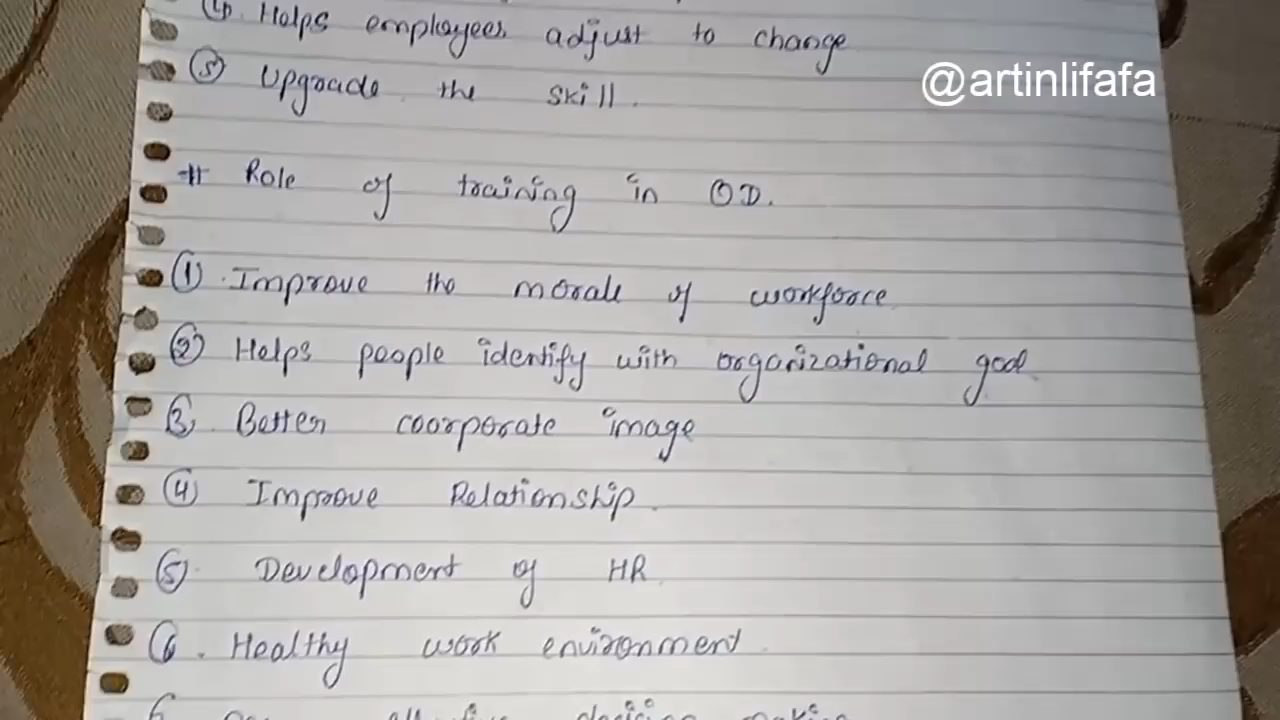 (4) Helps employees adjust to change
(5) Upgrade the skill.
@artinlifafa
# Role of training in OD.
(1) Improve the morale of workforce
(2) Helps people identify with organizational goal
(3) Better coorporate image
(4) Improve Relationship.
(5) Development of HR
(6). Healthy work environment
decision making